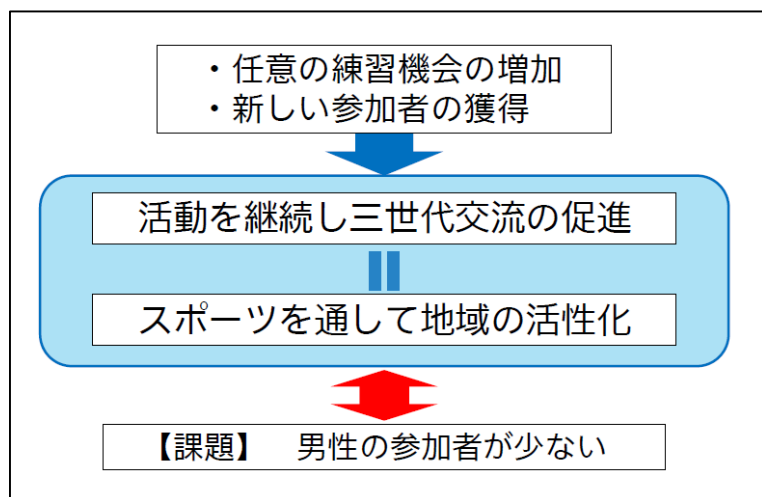 ・任意の練習機会の増加
・新しい参加者の獲得
活動を継続し三世代交流の促進
スポーツを通して地域の活性化
【課題】　男性の参加者が少ない